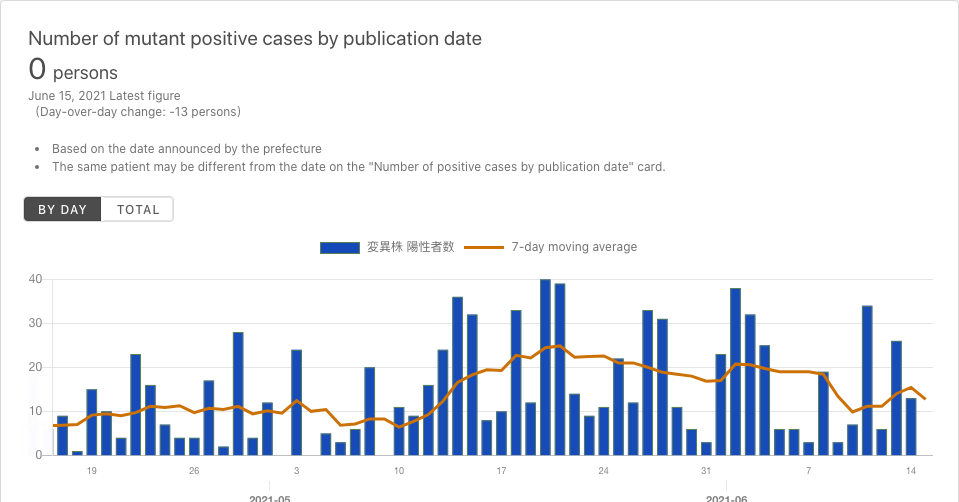 Number of mutant positive cases by publication date
0 persons
June 15, 2021 Latest figure
(Day-over-day change: -13 persons)
• Based on the date announced by the prefecture
• The same patient may be different from the date on the "Number of positive cases by publication date" card.
BY DAY TOTAL
変異株 陽性者数 7-day moving average
40
30
20
10
0
19 26 3 10 17 24 31 7 14
2021-05 2021-06